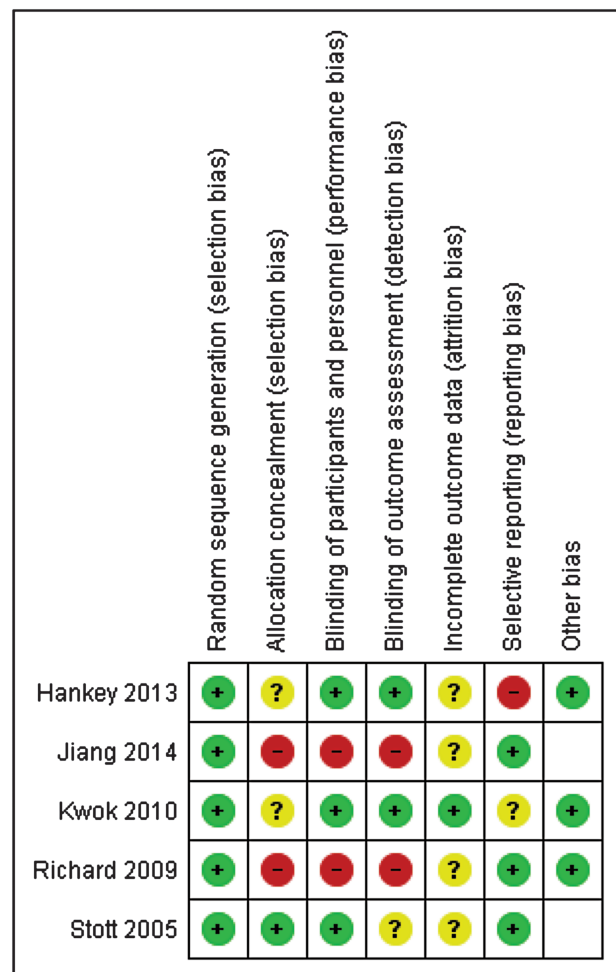 Random sequence generation (selection bias)
Allocation concealment (selection bias)
Blinding of participants and personnel (performance bias)
Blinding of outcome assessment (detection bias)
Incomplete outcome data (attrition bias)
Selective reporting (reporting bias)
Other bias
Hankey 2013 + ? + + ? - +
Jiang 2014 + - - - ? +
Kwok 2010 + ? + + + ? +
Richard 2009 + - - - ? + +
Stott 2005 + + + ? ? +